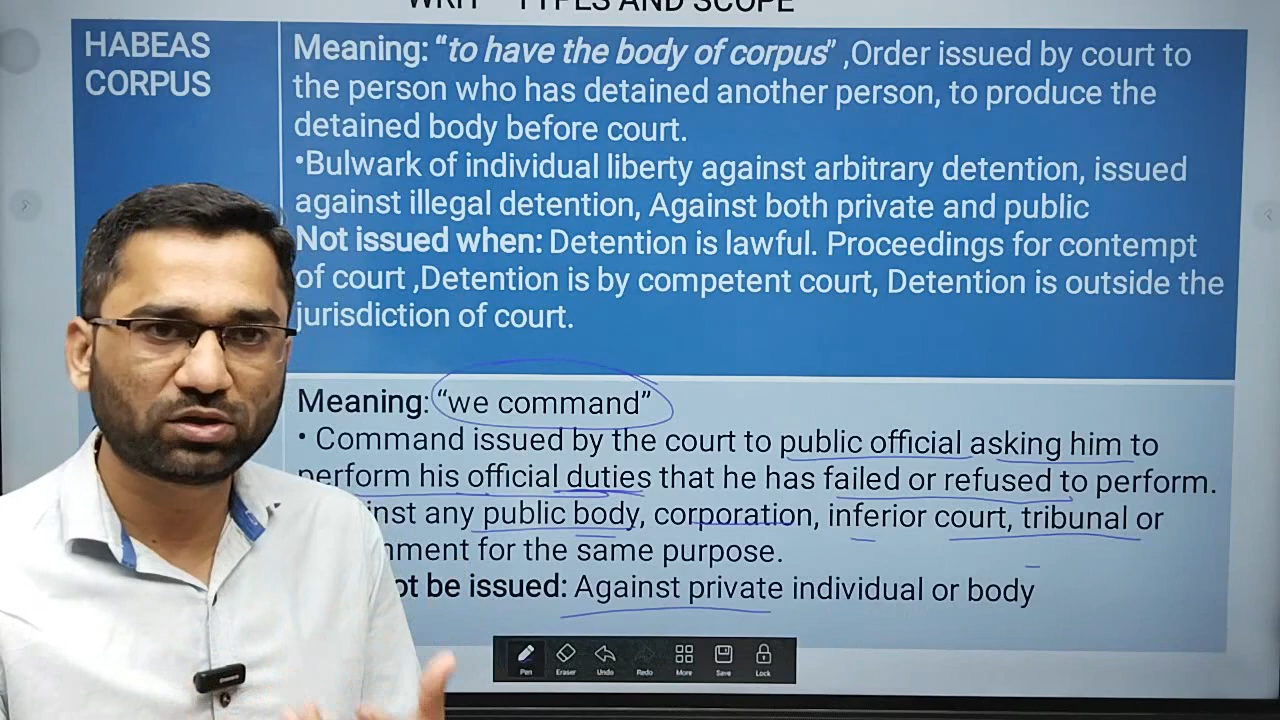 WRIT - TYPES AND SCOPE
HABEAS
CORPUS
Meaning: “to have the body of corpus” ,Order issued by court to
the person who has detained another person, to produce the
detained body before court.
•Bulwark of individual liberty against arbitrary detention, issued
against illegal detention, Against both private and public
Not issued when: Detention is lawful. Proceedings for contempt
of court ,Detention is by competent court, Detention is outside the
jurisdiction of court.
Meaning: “we command”
• Command issued by the court to public official asking him to
perform his official duties that he has failed or refused to perform.
any public body, corporation, inferior court, tribunal or
for the same purpose.
be issued: Against private individual or body
Pen Eraser Undo Redo More Save Lock